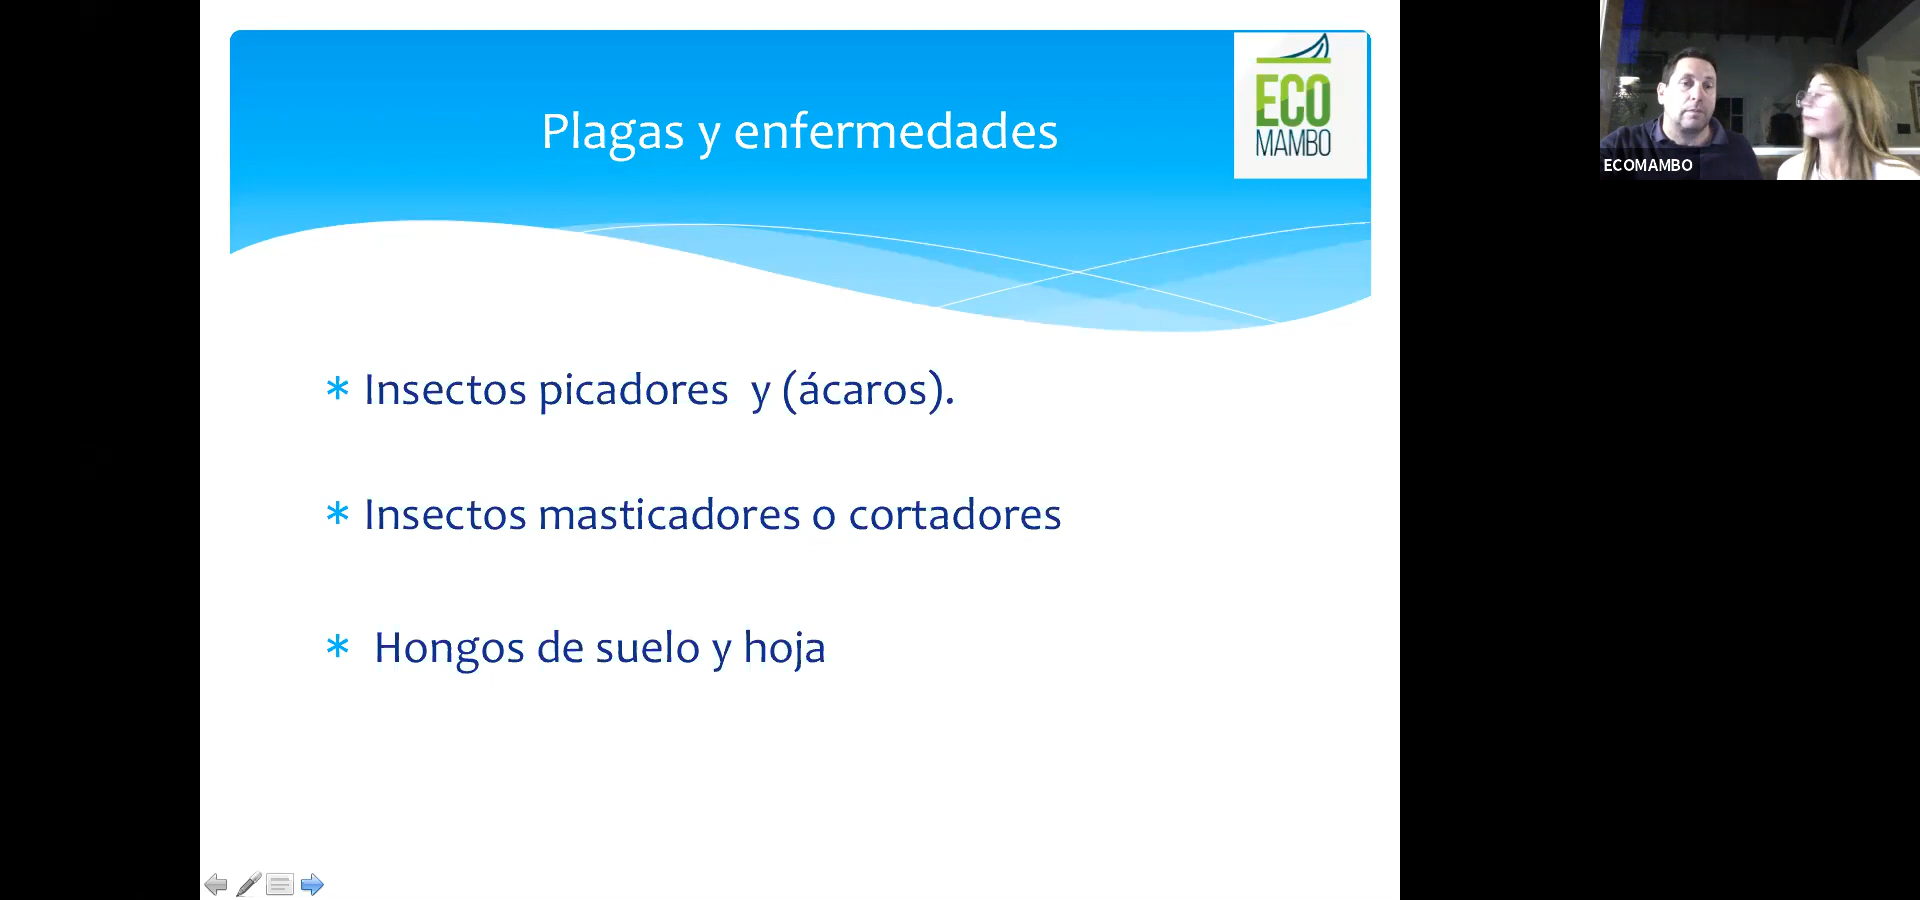 Plagas y enfermedades
ECO
MAMBO
ECOMAMBO
* Insectos picadores y (ácaros).
* Insectos masticadores o cortadores
* Hongos de suelo y hoja